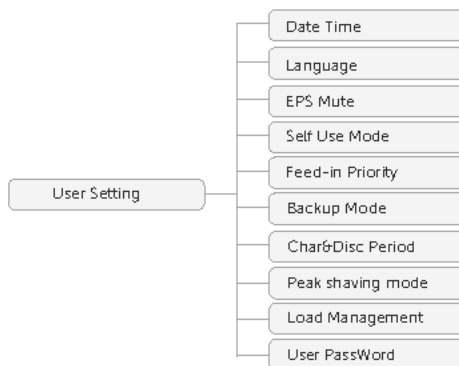 Date Time
Language
EPS Mute
Self Use Mode
Feed-in Priority
User Setting
Backup Mode
Char&Disc Period
Peak shaving mode
Load Management
User PassWord